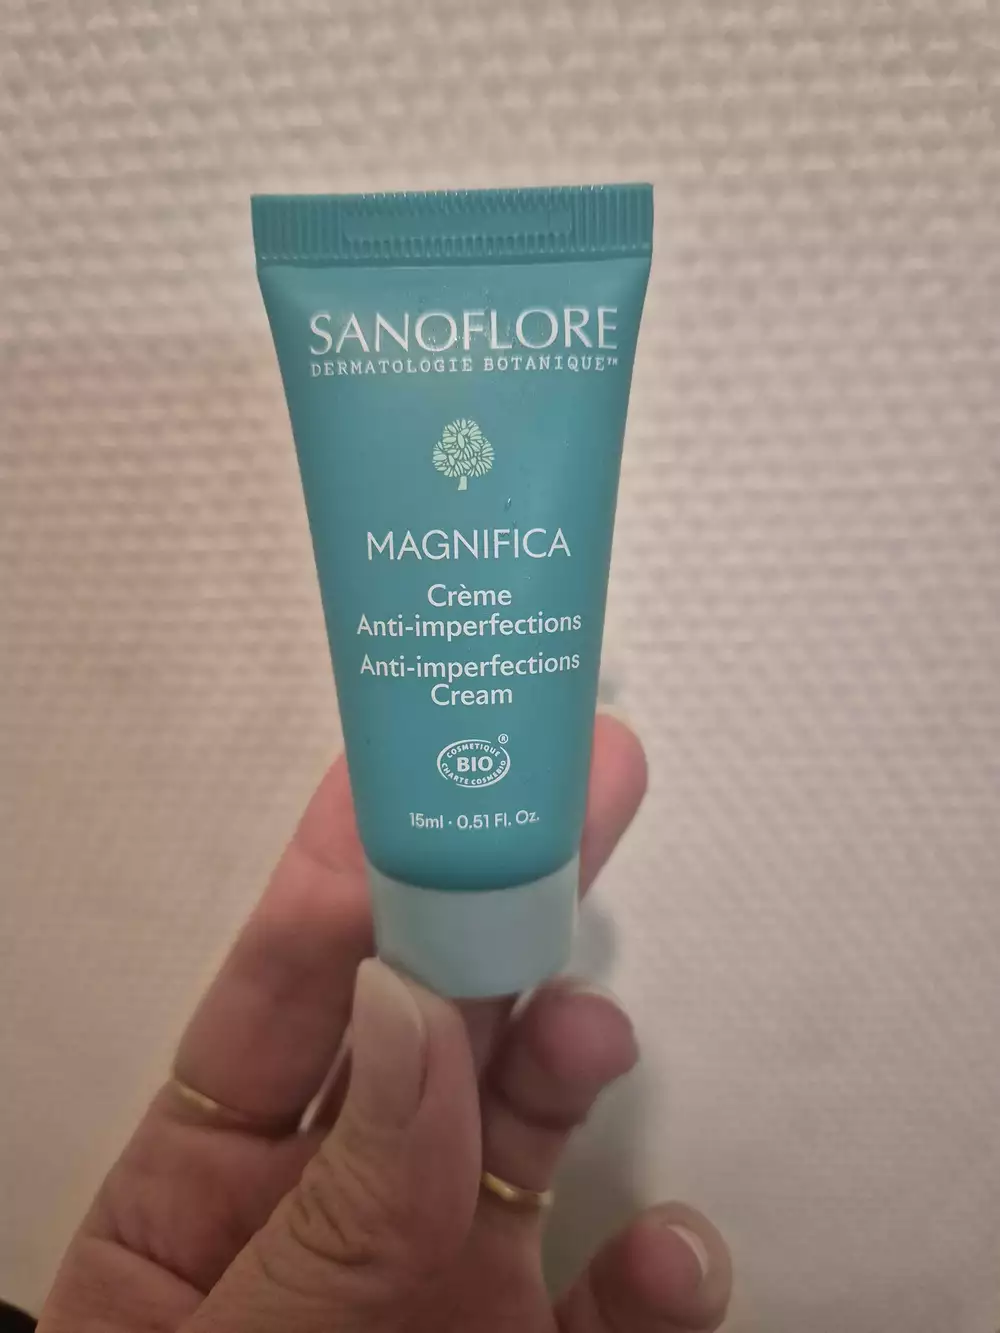 SANOFLORE
DERMATOLOGIE BOTANIQUE™
MAGNIFICA
Crème
Anti-imperfections
Anti-imperfections
Cream
COSMETIQUE
BIO
CHARTE COSMEBIO
®
15ml · 0.51 Fl. Oz.